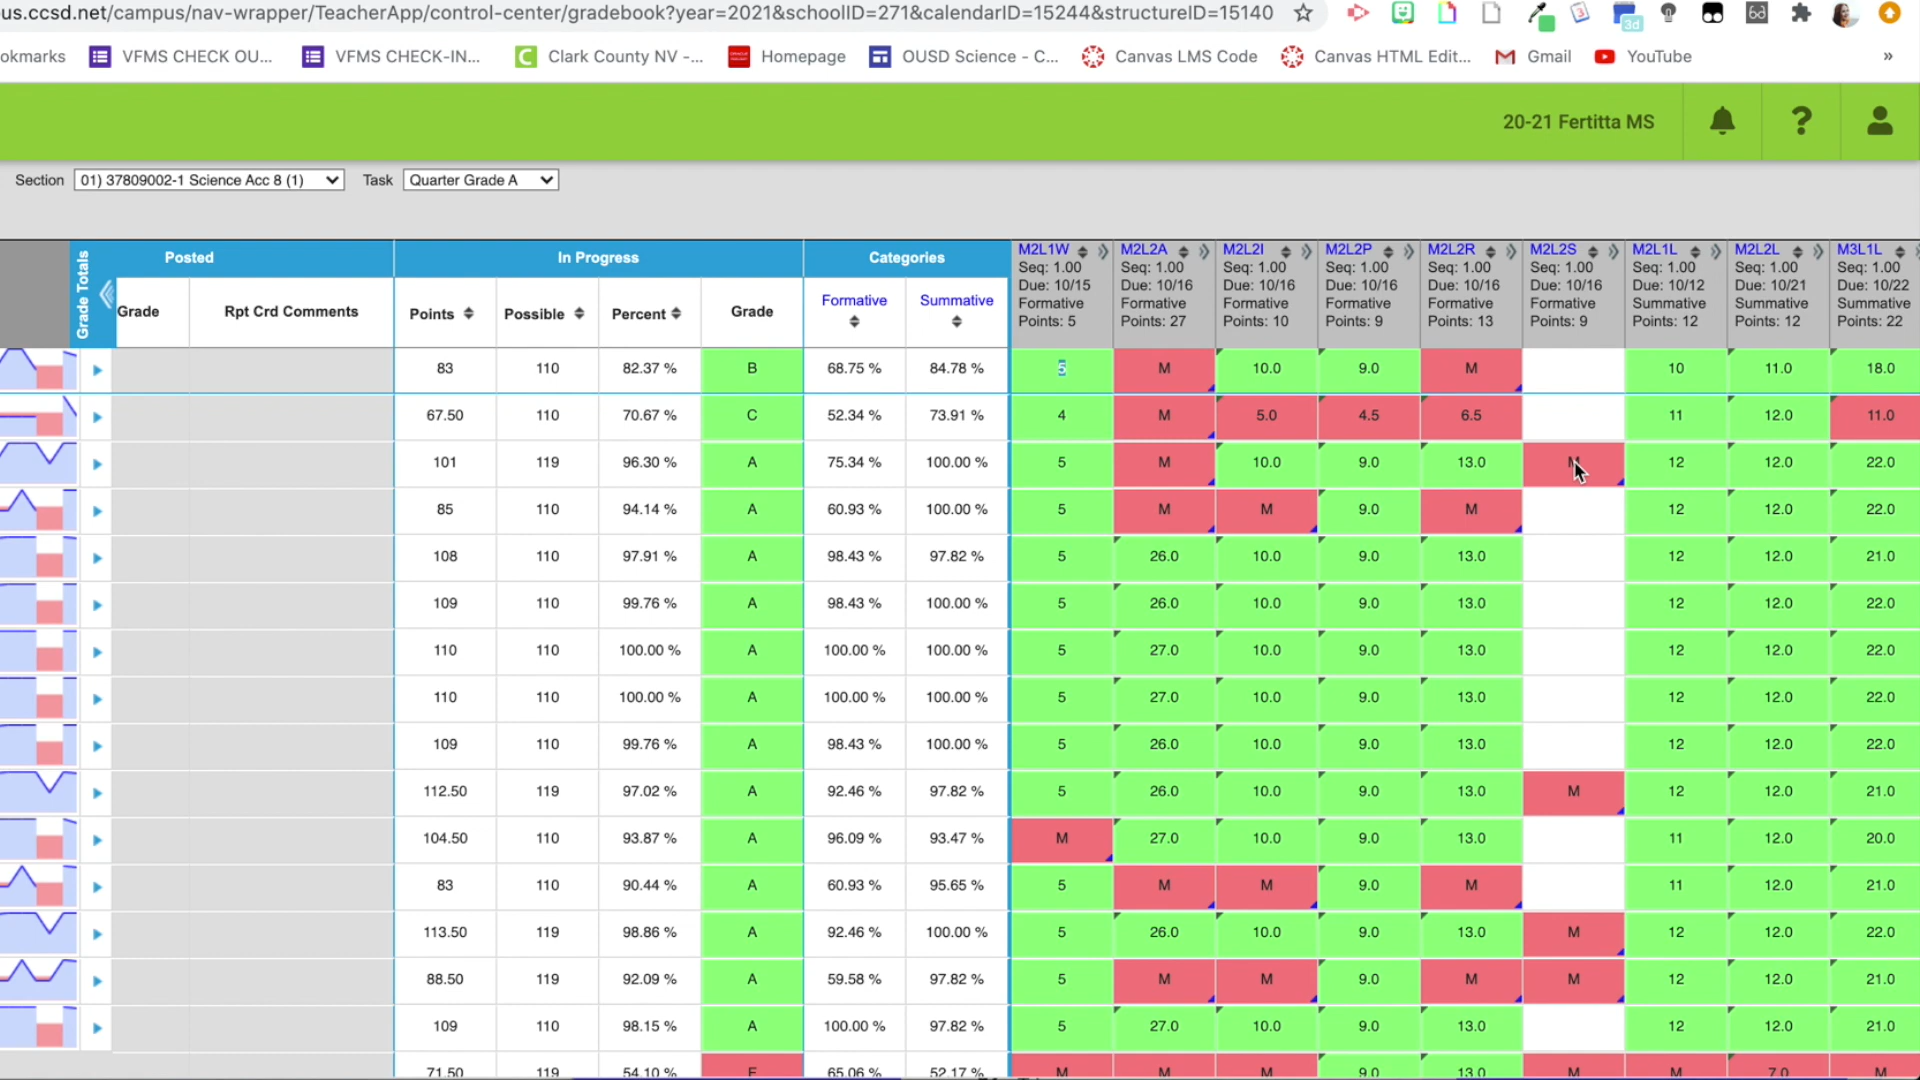 us.ccsd.net/campus/nav-wrapper/TeacherApp/control-center/gradebook?year=2021&schoolID=271&calendarID=15244&structureID=15140 3 3d
okmarks VFMS CHECK OU... VFMS CHECK-IN... Clark County NV -... Homepage OUSD Science - C... Canvas LMS Code Canvas HTML Edit... Gmail YouTube »
20-21 Fertitta MS ?
Section 01) 37809002-1 Science Acc 8 (1) Task Quarter Grade A
Grade Totals
Posted In Progress Categories
Grade Rpt Crd Comments Points Possible Percent Grade Formative Summative
M2L1W M2L2A M2L2I M2L2P M2L2R M2L2S M2L1L M2L2L M3L1L
Seq: 1.00 Seq: 1.00 Seq: 1.00 Seq: 1.00 Seq: 1.00 Seq: 1.00 Seq: 1.00 Seq: 1.00 Seq: 1.00
Due: 10/15 Due: 10/16 Due: 10/16 Due: 10/16 Due: 10/16 Due: 10/16 Due: 10/12 Due: 10/21 Due: 10/22
Formative Formative Formative Formative Formative Formative Summative Summative Summative
Points: 5 Points: 27 Points: 10 Points: 9 Points: 13 Points: 9 Points: 12 Points: 12 Points: 22
83 110 82.37 % B 68.75 % 84.78 % 5 M 10.0 9.0 M 10 11.0 18.0
67.50 110 70.67 % C 52.34 % 73.91 % 4 M 5.0 4.5 6.5 11 12.0 11.0
101 119 96.30 % A 75.34 % 100.00 % 5 M 10.0 9.0 13.0 M 12 12.0 22.0
85 110 94.14 % A 60.93 % 100.00 % 5 M M 9.0 M 12 12.0 22.0
108 110 97.91 % A 98.43 % 97.82 % 5 26.0 10.0 9.0 13.0 12 12.0 21.0
109 110 99.76 % A 98.43 % 100.00 % 5 26.0 10.0 9.0 13.0 12 12.0 22.0
110 110 100.00 % A 100.00 % 100.00 % 5 27.0 10.0 9.0 13.0 12 12.0 22.0
110 110 100.00 % A 100.00 % 100.00 % 5 27.0 10.0 9.0 13.0 12 12.0 22.0
109 110 99.76 % A 98.43 % 100.00 % 5 26.0 10.0 9.0 13.0 12 12.0 22.0
112.50 119 97.02 % A 92.46 % 97.82 % 5 26.0 10.0 9.0 13.0 M 12 12.0 21.0
104.50 110 93.87 % A 96.09 % 93.47 % M 27.0 10.0 9.0 13.0 11 12.0 20.0
83 110 90.44 % A 60.93 % 95.65 % 5 M M 9.0 M 11 12.0 21.0
113.50 119 98.86 % A 92.46 % 100.00 % 5 26.0 10.0 9.0 13.0 M 12 12.0 22.0
88.50 119 92.09 % A 59.58 % 97.82 % 5 M M 9.0 M M 12 12.0 21.0
109 110 98.15 % A 100.00 % 97.82 % 5 27.0 10.0 9.0 13.0 12 12.0 21.0
71.50 119 54.10 % F 65.06 % 52.17 % M M M 9.0 13.0 M M 7.0 M